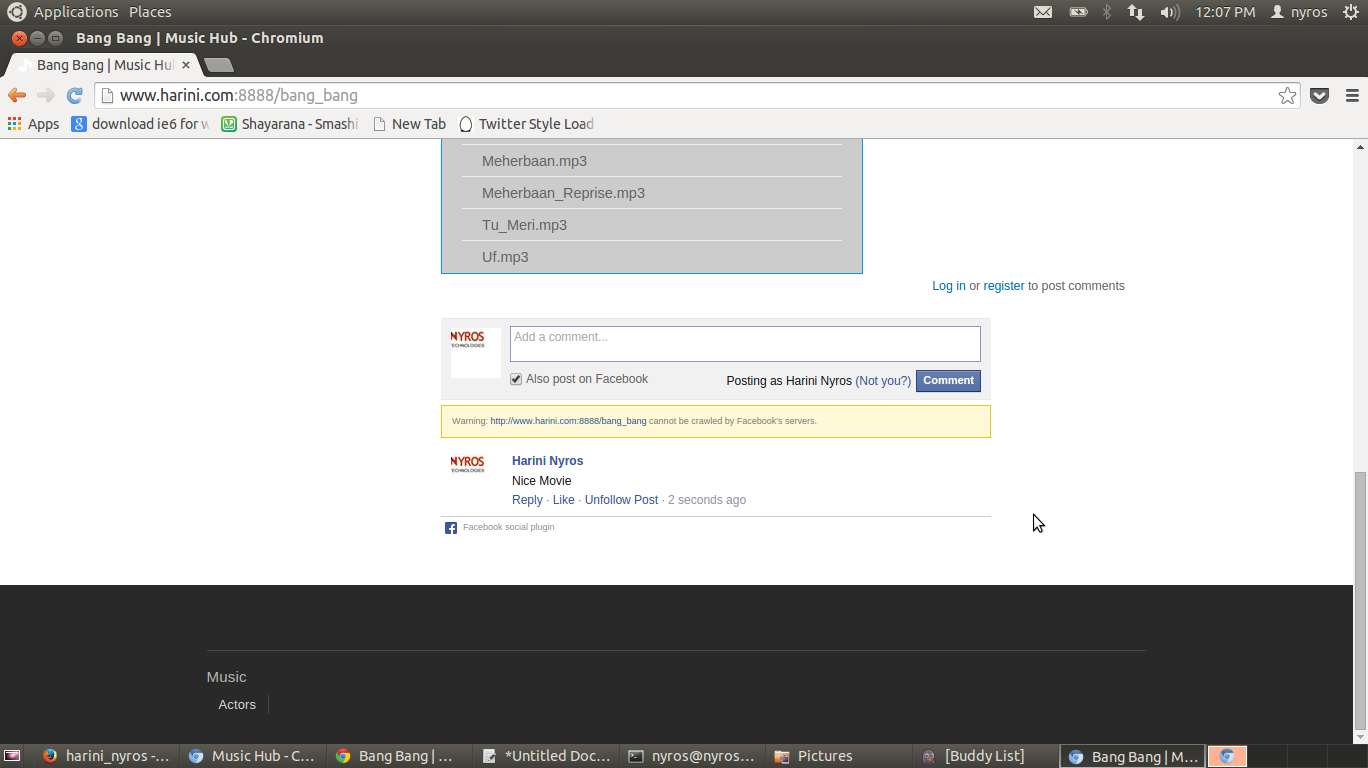 Applications Places 12:07 PM nyros
Bang Bang | Music Hub - Chromium
Bang Bang | Music Hu
www.harini.com:8888/bang_bang
Apps download ie6 for w Shayarana - Smashi New Tab Twitter Style Load
Meherbaan.mp3
Meherbaan_Reprise.mp3
Tu_Meri.mp3
Uf.mp3
Log in or register to post comments
NYROS
TECHNOLOGIES
Add a comment...
Also post on Facebook Posting as Harini Nyros (Not you?) Comment
Warning: http://www.harini.com:8888/bang_bang cannot be crawled by Facebook's servers.
NYROS
TECHNOLOGIES
Harini Nyros
Nice Movie
Reply · Like · Unfollow Post · 2 seconds ago
Facebook social plugin
Music
Actors
harini_nyros -... Music Hub - C... Bang Bang | ... *Untitled Doc... nyros@nyros... Pictures [Buddy List] Bang Bang | M...